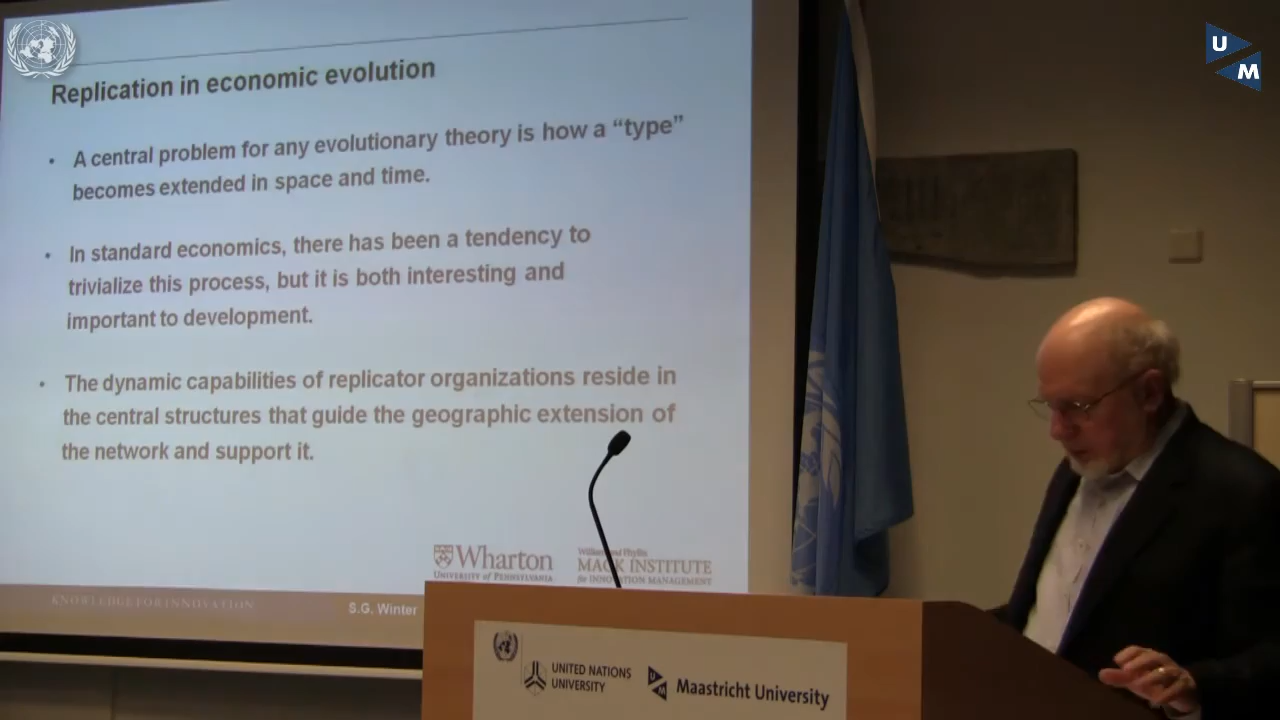 Replication in economic evolution
• A central problem for any evolutionary theory is how a “type”
becomes extended in space and time.
• In standard economics, there has been a tendency to
trivialize this process, but it is both interesting and
important to development.
• The dynamic capabilities of replicator organizations reside in
the central structures that guide the geographic extension of
the network and support it.
Wharton
UNIVERSITY of PENNSYLVANIA
William and Phyllis
MACK INSTITUTE
for INNOVATION MANAGEMENT
KNOWLEDGE FOR INNOVATION
S.G. Winter
UNITED NATIONS
UNIVERSITY
UM
Maastricht University
U
M